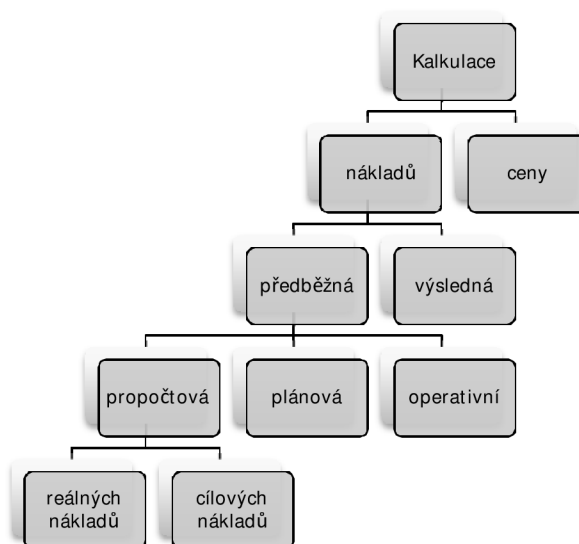 Kalkulace
nákladů
ceny
předběžná
výsledná
propočtová
plánová
operativní
reálných
nákladů
cílových
nákladů